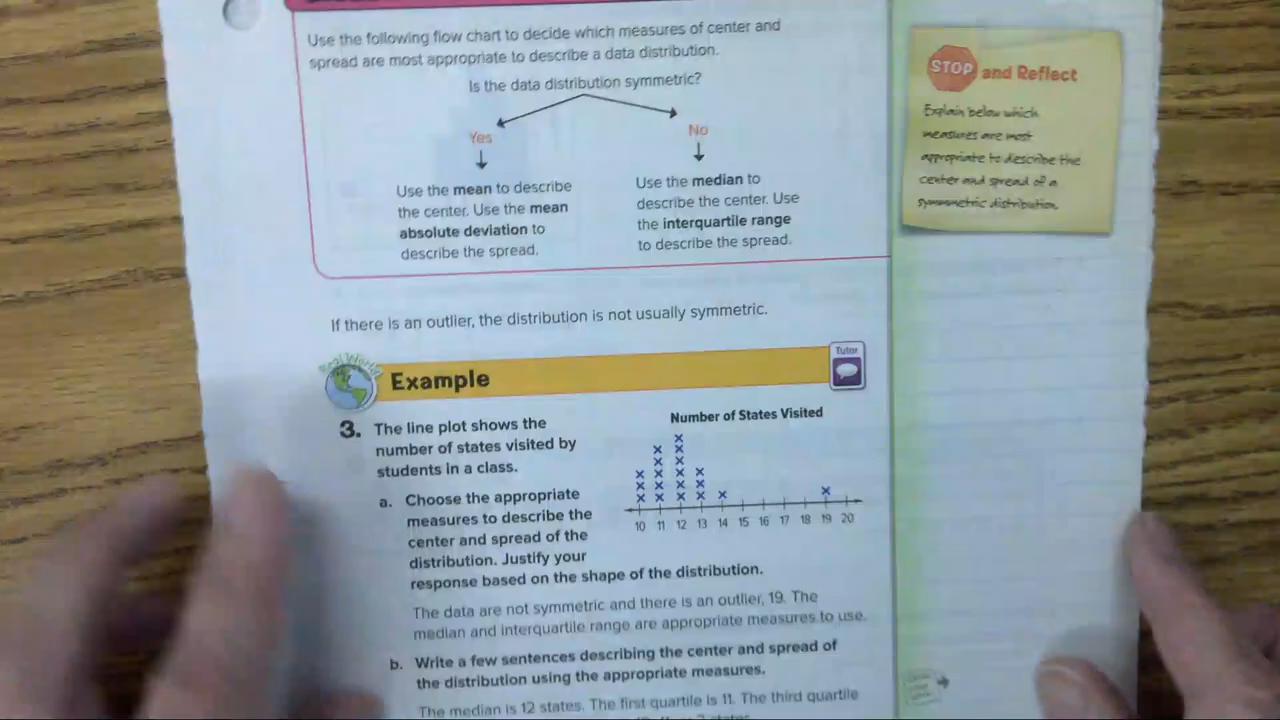 Use the following flow chart to decide which measures of center and
spread are most appropriate to describe a data distribution.
Is the data distribution symmetric?
Yes
No
Use the mean to describe
the center. Use the mean
absolute deviation to
describe the spread.
Use the median to
describe the center. Use
the interquartile range
to describe the spread.
If there is an outlier, the distribution is not usually symmetric.
Real World
Example
Tutor
3. The line plot shows the
number of states visited by
students in a class.
Number of States Visited
10 11 12 13 14 15 16 17 18 19 20
a. Choose the appropriate
measures to describe the
center and spread of the
distribution. Justify your
response based on the shape of the distribution.
The data are not symmetric and there is an outlier, 19. The
median and interquartile range are appropriate measures to use.
b. Write a few sentences describing the center and spread of
the distribution using the appropriate measures.
The median is 12 states. The first quartile is 11. The third quartile
states
STOP and Reflect
Explain below which
measures are most
appropriate to describe the
center and spread of a
symmetric distribution.